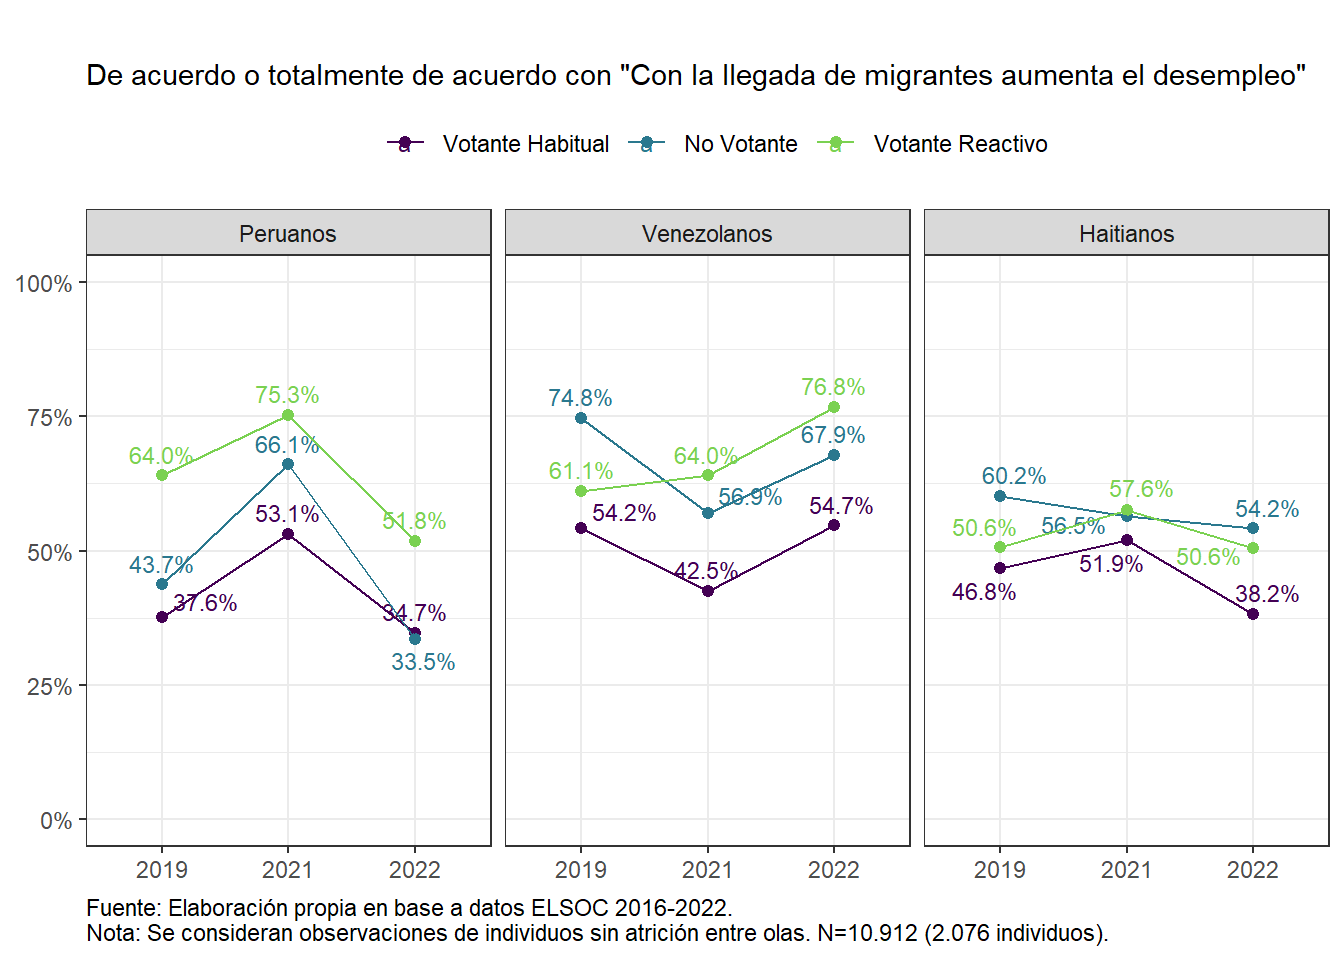 De acuerdo o totalmente de acuerdo con "Con la llegada de migrantes aumenta el desempleo"
a Votante Habitual a No Votante a Votante Reactivo
Peruanos Venezolanos Haitianos
100%
75%
50%
25%
0%
64.0% 75.3% 51.8%
43.7% 66.1% 33.5%
37.6% 53.1% 34.7%
74.8% 56.9% 67.9%
61.1% 64.0% 76.8%
54.2% 42.5% 54.7%
60.2% 56.5% 54.2%
50.6% 57.6% 50.6%
46.8% 51.9% 38.2%
2019 2021 2022 2019 2021 2022 2019 2021 2022
Fuente: Elaboración propia en base a datos ELSOC 2016-2022.
Nota: Se consideran observaciones de individuos sin atrición entre olas. N=10.912 (2.076 individuos).